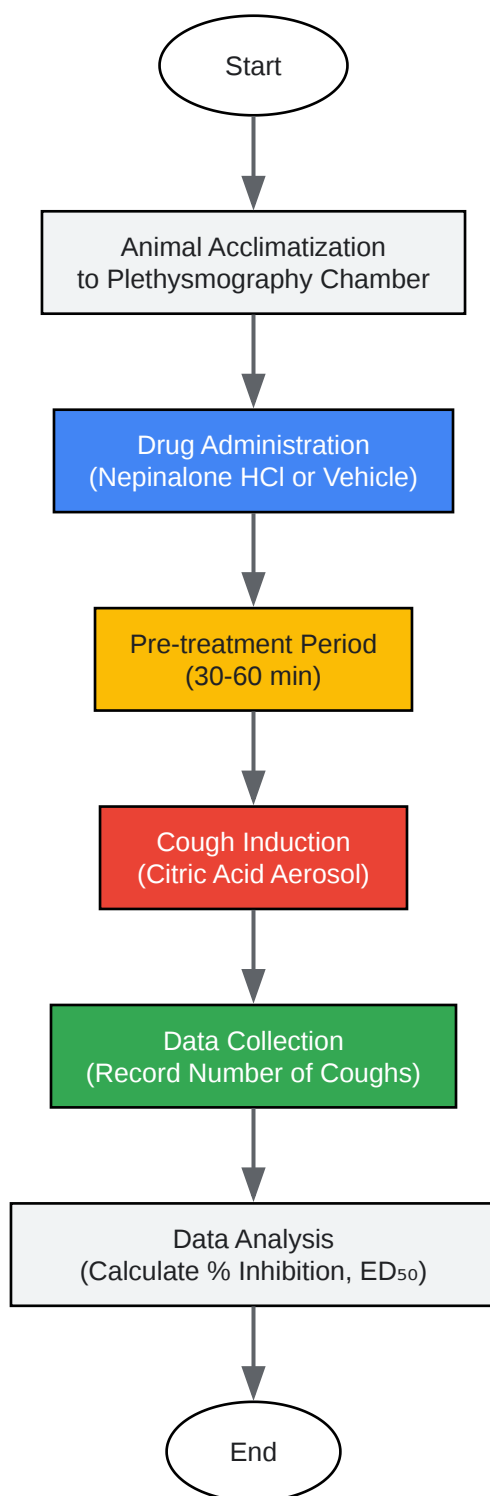 Start
Animal Acclimatization
to Plethysmography Chamber
Drug Administration
(Nepinalone HCl or Vehicle)
Pre-treatment Period
(30-60 min)
Cough Induction
(Citric Acid Aerosol)
Data Collection
(Record Number of Coughs)
Data Analysis
(Calculate % Inhibition, ED₅₀)
End